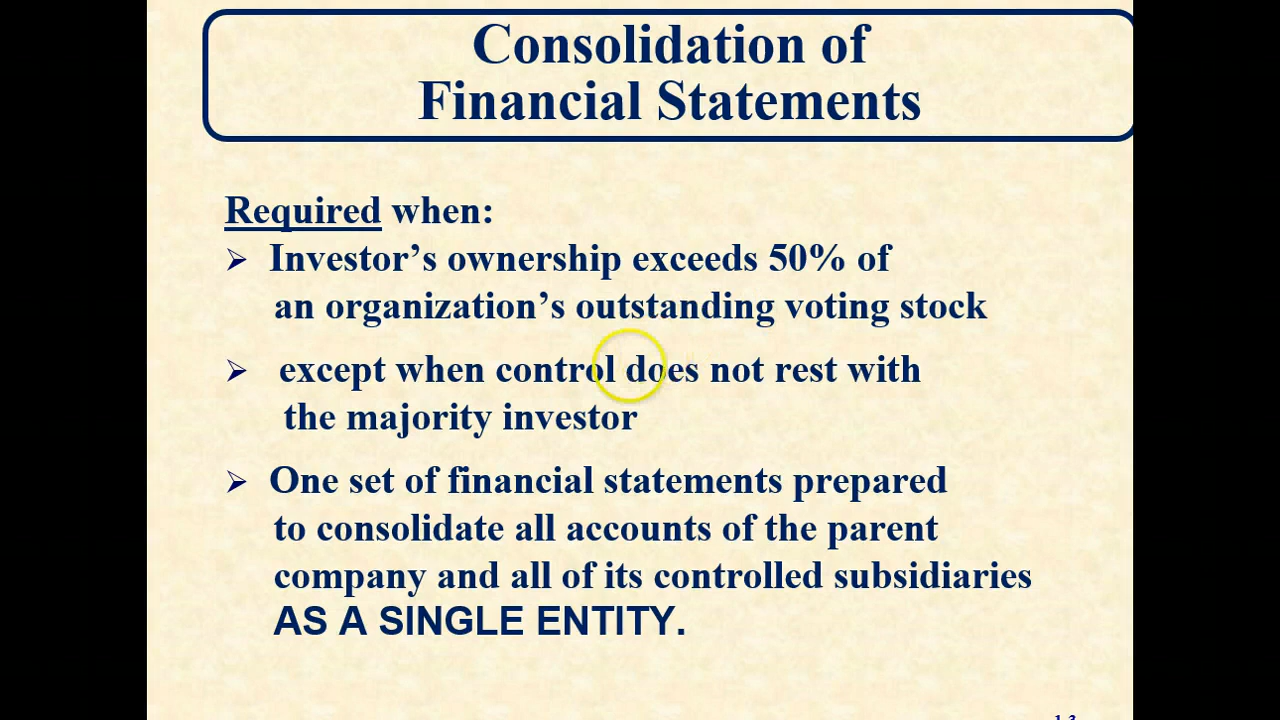 Consolidation of
Financial Statements
Required when:
➢ Investor’s ownership exceeds 50% of
an organization’s outstanding voting stock
➢ except when control does not rest with
the majority investor
➢ One set of financial statements prepared
to consolidate all accounts of the parent
company and all of its controlled subsidiaries
AS A SINGLE ENTITY.